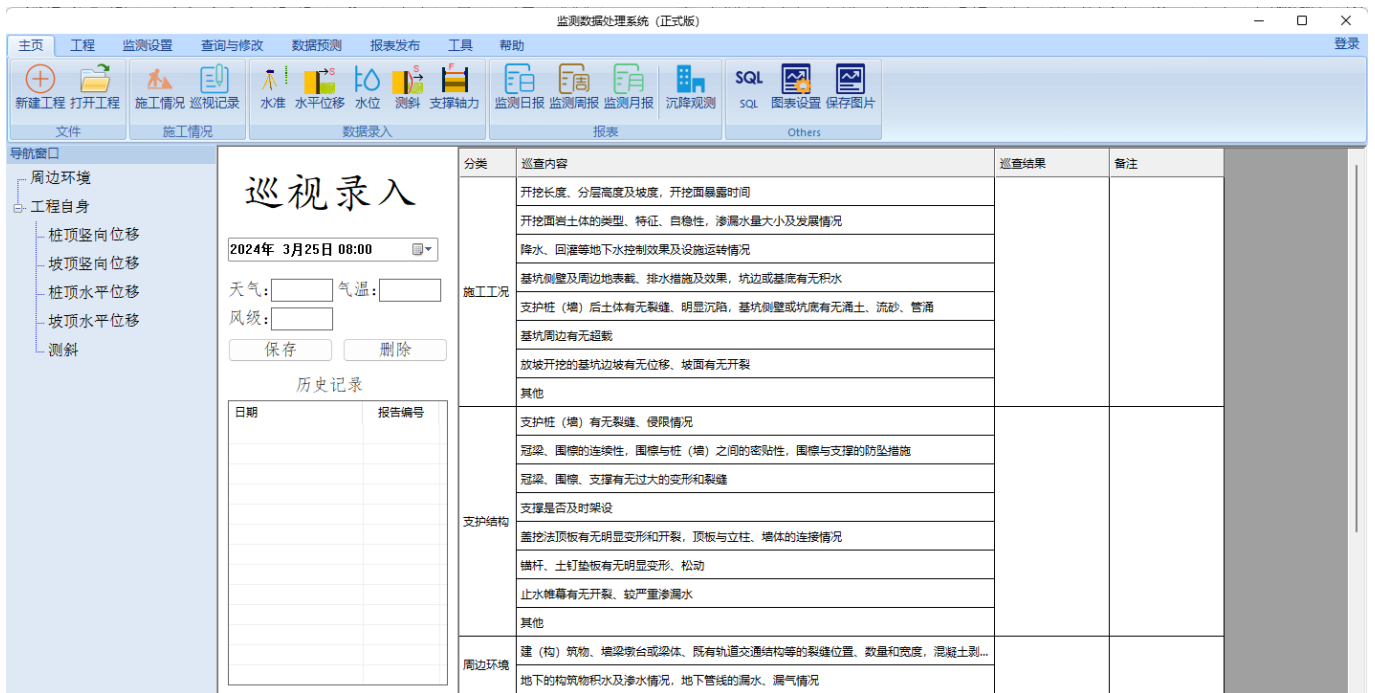 监测数据处理系统（正式版）
主页 工程 监测设置 查询与修改 数据预测 报表发布 工具 帮助 登录
新建工程 打开工程 施工情况 巡视记录 水准 水平位移 水位 测斜 支撑轴力 监测日报 监测周报 监测月报 沉降观测 SQL SQL 图表设置 保存图片
文件 施工情况 数据录入 报表 Others
导航窗口
周边环境
工程自身
桩顶竖向位移
坡顶竖向位移
桩顶水平位移
坡顶水平位移
测斜
巡视录入
2024年 3月25日 08:00
天气: 气温:
风级:
保存 删除
历史记录
日期 报告编号
分类 巡查内容 巡查结果 备注
施工工况
开挖长度、分层高度及坡度，开挖面暴露时间
开挖面岩土体的类型、特征、自稳性，渗漏水量大小及发展情况
降水、回灌等地下水控制效果及设施运转情况
基坑侧壁及周边地表截、排水措施及效果，坑边或基底有无积水
支护桩（墙）后土体有无裂缝、明显沉陷，基坑侧壁或坑底有无涌土、流砂、管涌
基坑周边有无超载
放坡开挖的基坑边坡有无位移、坡面有无开裂
其他
支护结构
支护桩（墙）有无裂缝、侵限情况
冠梁、围檩的连续性，围檩与桩（墙）之间的密贴性，围檩与支撑的防坠措施
冠梁、围檩、支撑有无过大的变形和裂缝
支撑是否及时架设
盖挖法顶板有无明显变形和开裂，顶板与立柱、墙体的连接情况
锚杆、土钉垫板有无明显变形、松动
止水帷幕有无开裂、较严重渗漏水
其他
周边环境
建（构）筑物、墙梁墩台或梁体、既有轨道交通结构等的裂缝位置、数量和宽度，混凝土剥...
地下的构筑物积水及渗水情况，地下管线的漏水、漏气情况